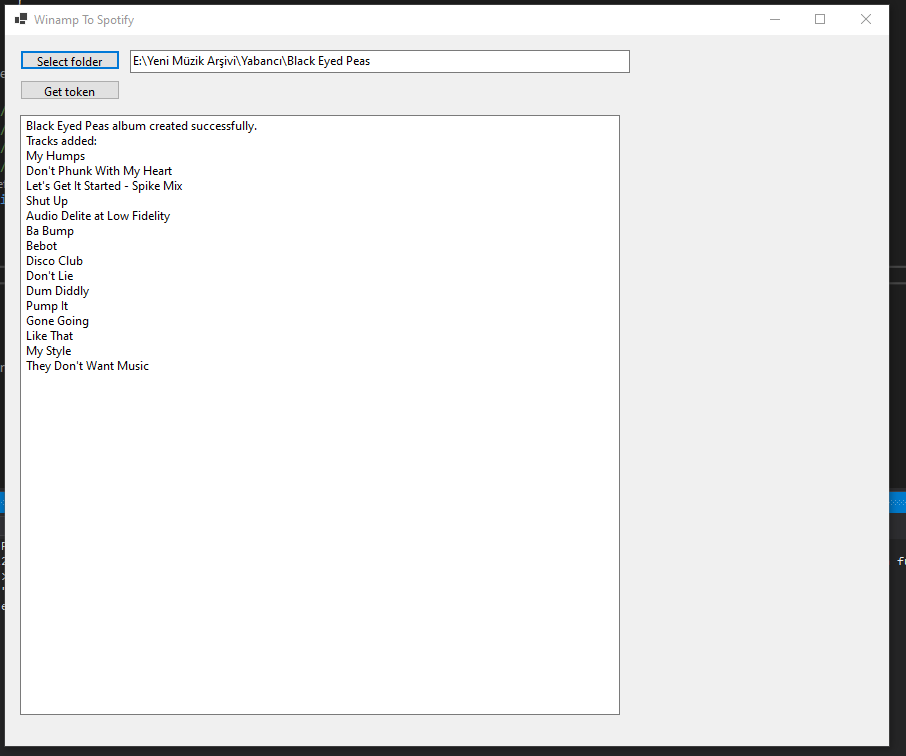 Winamp To Spotify
Select folder
E:\Yeni Müzik Arşivi\Yabancı\Black Eyed Peas
Get token
Black Eyed Peas album created successfully.
Tracks added:
My Humps
Don't Phunk With My Heart
Let's Get It Started - Spike Mix
Shut Up
Audio Delite at Low Fidelity
Ba Bump
Bebot
Disco Club
Don't Lie
Dum Diddly
Pump It
Gone Going
Like That
My Style
They Don't Want Music